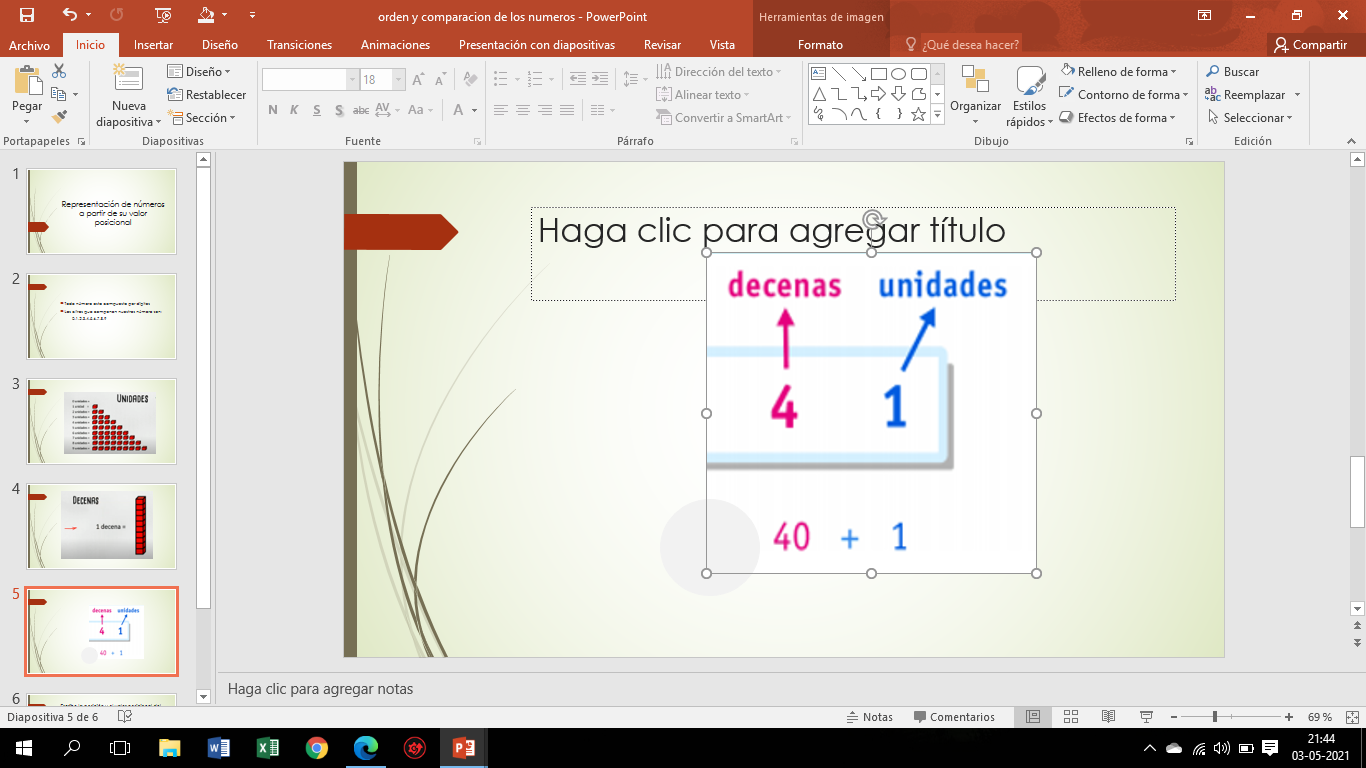 orden y comparacion de los numeros - PowerPoint
Herramientas de imagen
Archivo Inicio Insertar Diseño Transiciones Animaciones Presentación con diapositivas Revisar Vista Formato ¿Qué desea hacer? Compartir
Pegar
Nueva diapositiva
Diseño
Restablecer
Sección
18
N K S S abc AV Aa A
Dirección del texto
Alinear texto
Convertir a SmartArt
Organizar
Estilos rápidos
Relleno de forma
Contorno de forma
Efectos de forma
Buscar
Reemplazar
Seleccionar
Portapapeles Diapositivas Fuente Párrafo Dibujo Edición
1
Representación de números
a partir de su valor
posicional
2
3
UNIDADES
4
DECENAS
1 decena =
5
decenas unidades
4 1
40 + 1
6
Haga clic para agregar título
decenas unidades
4 1
40 + 1
Haga clic para agregar notas
Diapositiva 5 de 6 Notas Comentarios 69 %
21:44
03-05-2021